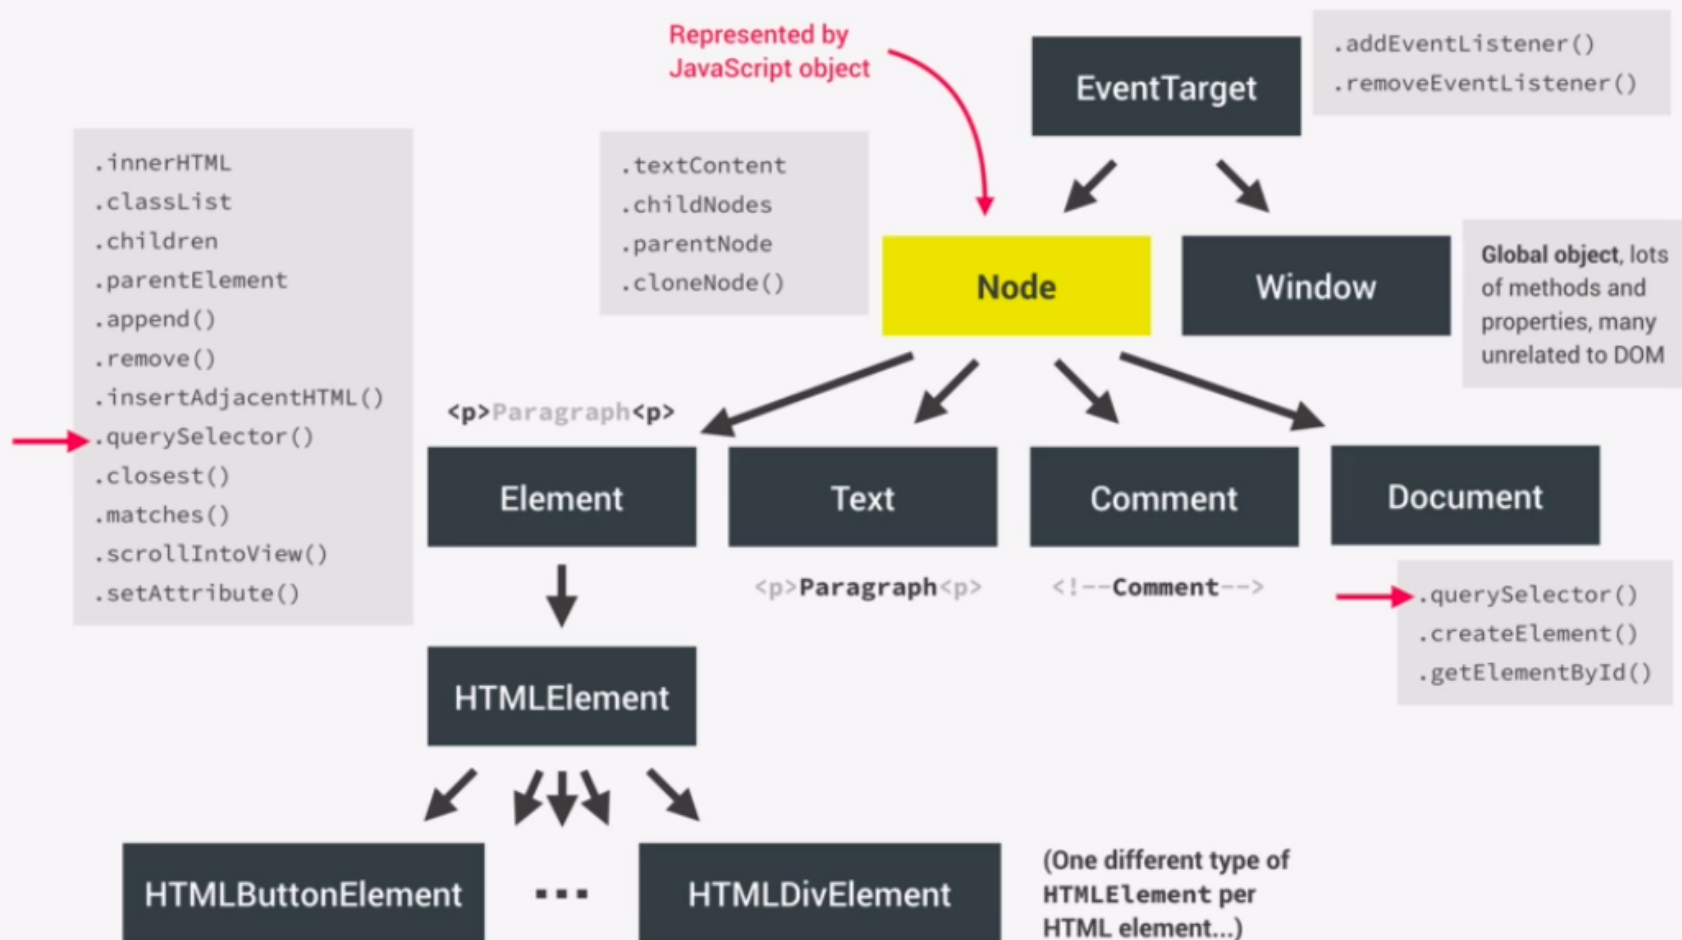 Represented by
JavaScript object
EventTarget
.addEventListener()
.removeEventListener()
.innerHTML
.classList
.children
.parentElement
.append()
.remove()
.insertAdjacentHTML()
.querySelector()
.closest()
.matches()
.scrollIntoView()
.setAttribute()
.textContent
.childNodes
.parentNode
.cloneNode()
Node
Window
Global object, lots
of methods and
properties, many
unrelated to DOM
<p>Paragraph<p>
Element
Text
Comment
Document
<p>Paragraph<p>
<!--Comment-->
.querySelector()
.createElement()
.getElementById()
HTMLElement
HTMLButtonElement
...
HTMLDivElement
(One different type of
HTMLElement per
HTML element...)